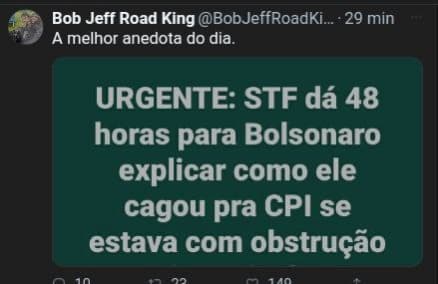 Bob Jeff Road King @BobJeffRoadKi... · 29 min
A melhor anedota do dia.
URGENTE: STF dá 48
horas para Bolsonaro
explicar como ele
cagou pra CPI se
estava com obstrução
10 23 149